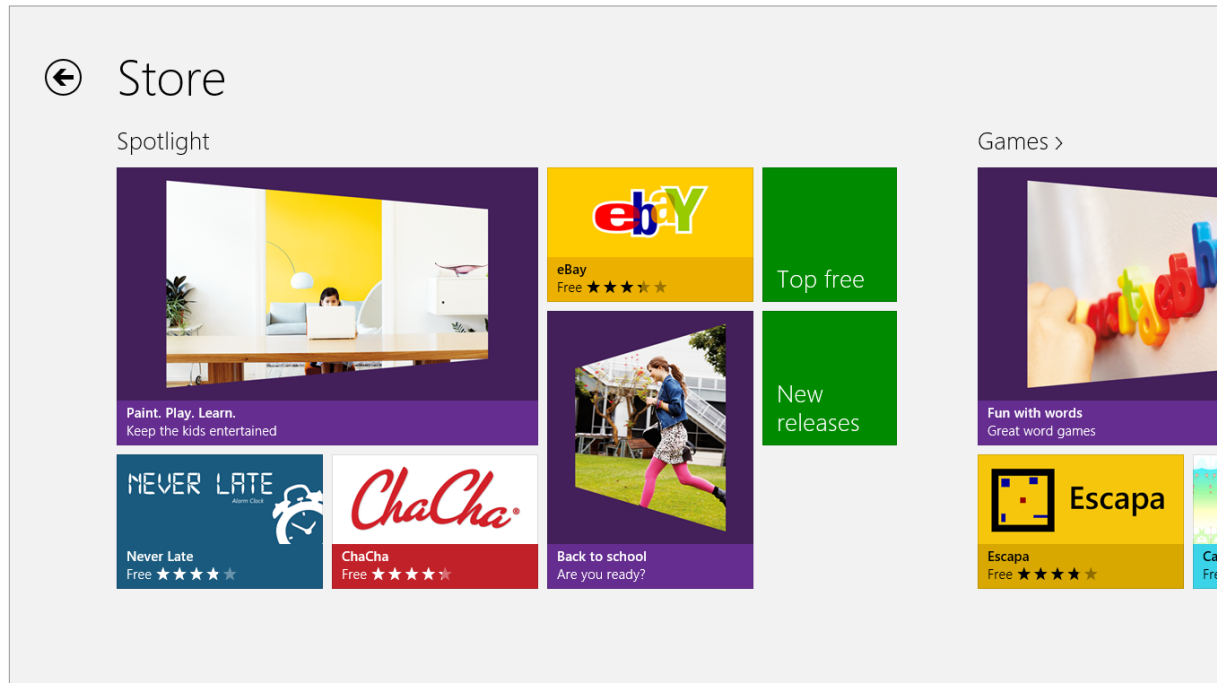 Store
Spotlight
Paint. Play. Learn.
Keep the kids entertained
NEVER LATE
Alarm Clock
Never Late
Free
ChaCha
ChaCha
Free
ebaY
eBay
Free
Back to school
Are you ready?
Top free
New
releases
Games >
Fun with words
Great word games
Escapa
Escapa
Free